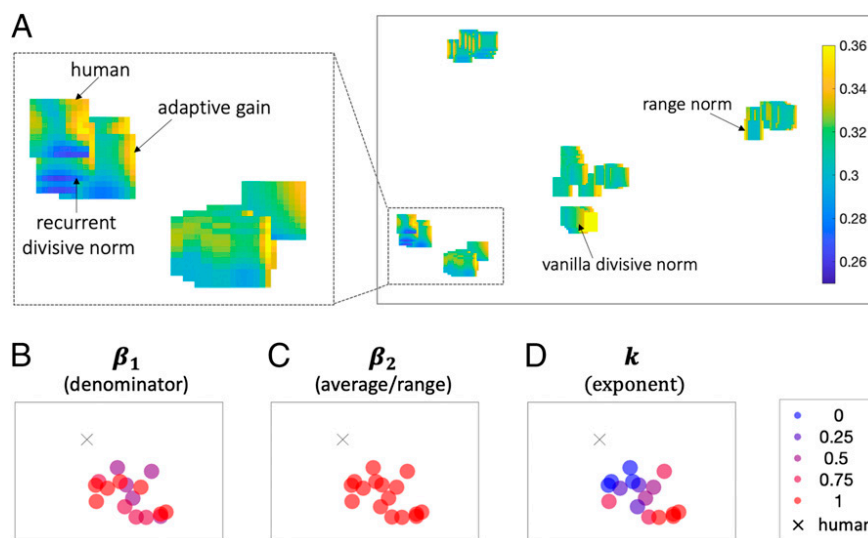 A
human
adaptive gain
recurrent
divisive norm
range norm
vanilla divisive norm
0.36
0.34
0.32
0.30
0.28
0.26
B
β₁
(denominator)
C
β₂
(average/range)
D
k
(exponent)
0
0.25
0.5
0.75
1
human